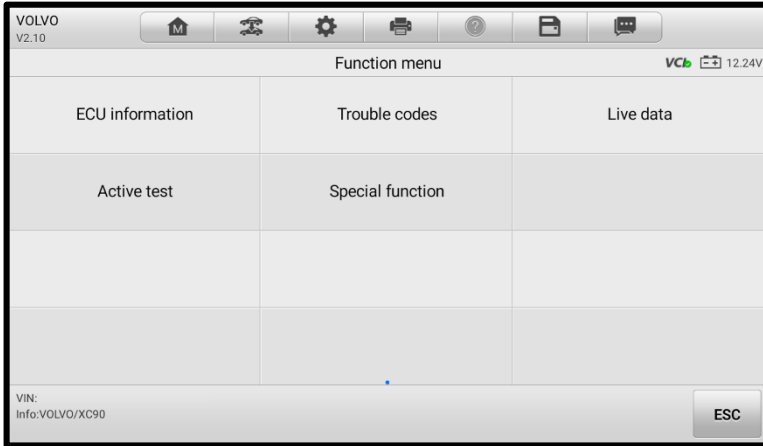 VOLVO
V2.10
M
?
Function menu
VCI
12.24V
ECU information
Trouble codes
Live data
Active test
Special function
VIN:
Info:VOLVO/XC90
ESC